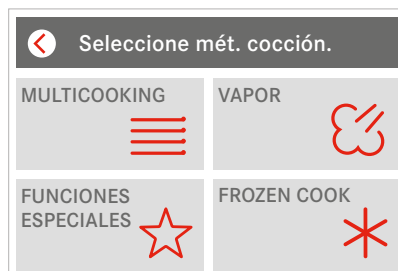 Seleccione mét. cocción.
MULTICOOKING
VAPOR
FUNCIONES
ESPECIALES
FROZEN COOK